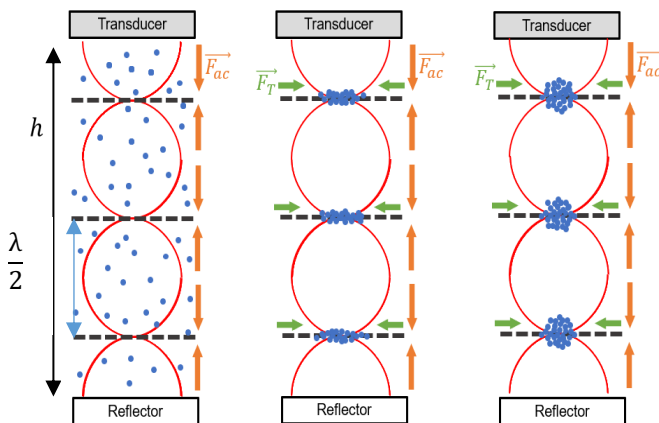 Transducer
Transducer
Transducer
F_ac
F_T
F_ac
F_T
F_ac
h
λ
2
Reflector
Reflector
Reflector